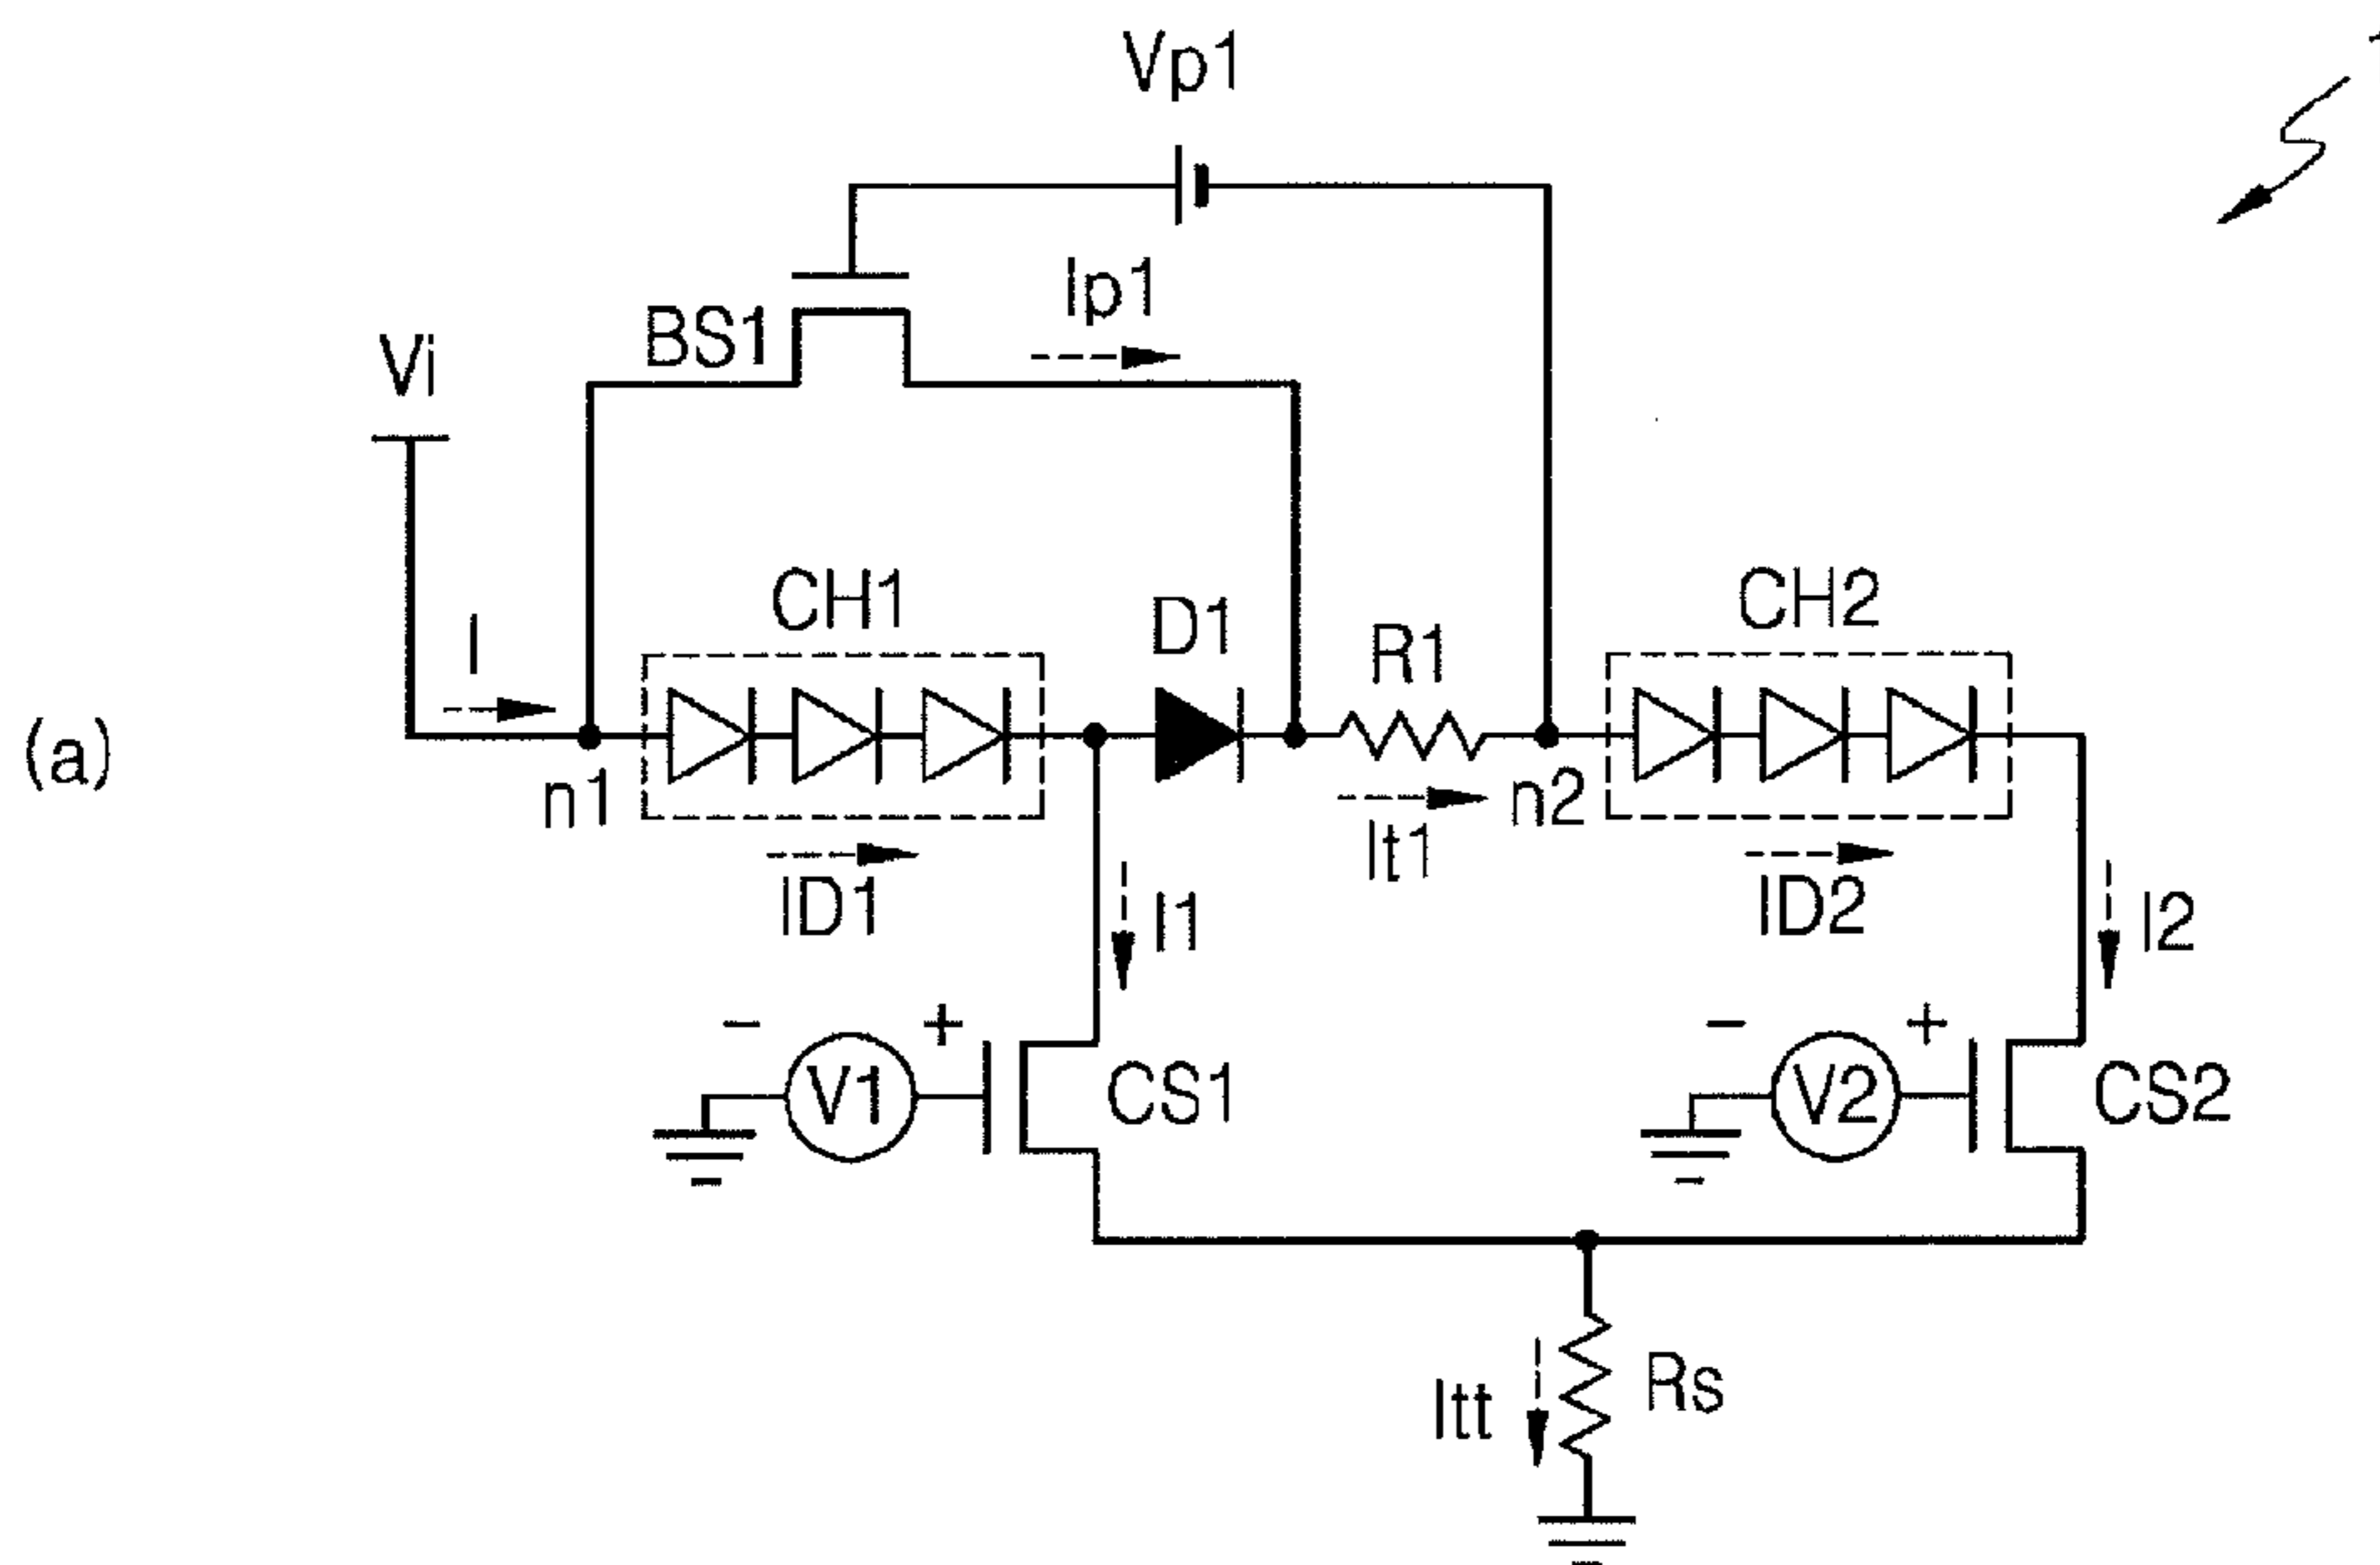 Vp1
Ip1
BS1
Vi
CH1
D1
R1
CH2
I
(a)
n1
n2
It1
ID1
I1
ID2
I2
- +
V1
CS1
- +
V2
CS2
Itt
Rs